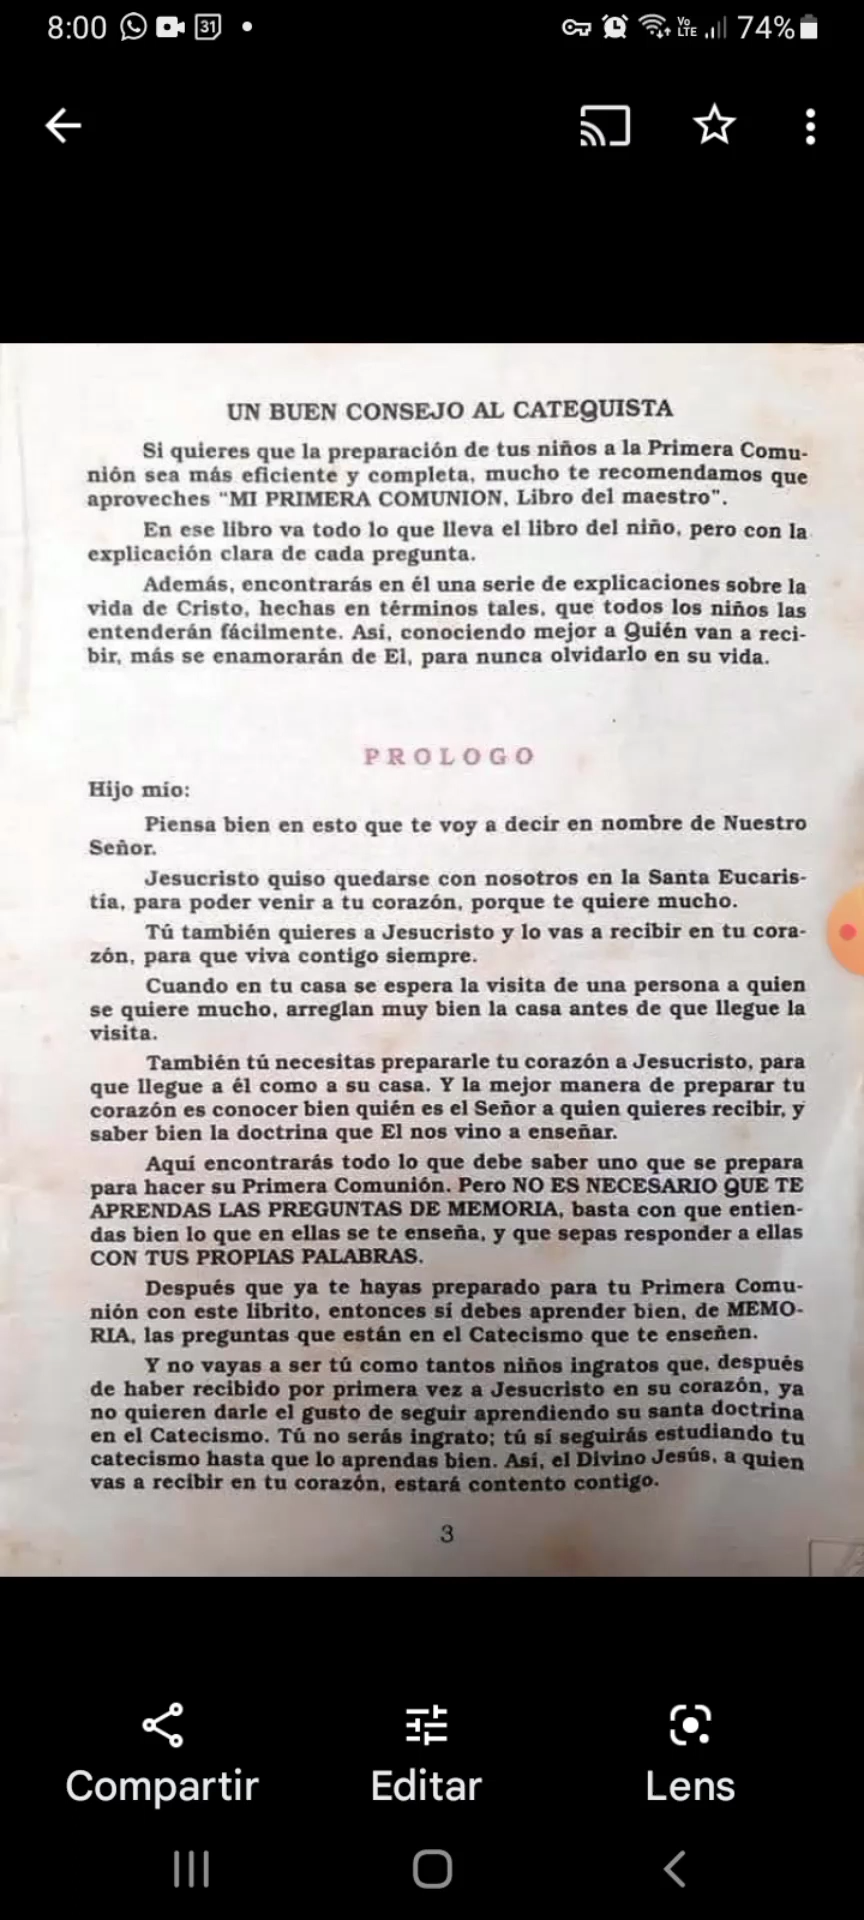 8:00
31
Vo
LTE
74%
UN BUEN CONSEJO AL CATEQUISTA
Si quieres que la preparación de tus niños a la Primera Comu-
nión sea más eficiente y completa, mucho te recomendamos que
aproveches "MI PRIMERA COMUNION, Libro del maestro".
En ese libro va todo lo que lleva el libro del niño, pero con la
explicación clara de cada pregunta.
Además, encontrarás en él una serie de explicaciones sobre la
vida de Cristo, hechas en términos tales, que todos los niños las
entenderán fácilmente. Así, conociendo mejor a Quién van a reci-
bir, más se enamorarán de El, para nunca olvidarlo en su vida.
PROLOGO
Hijo mío:
Piensa bien en esto que te voy a decir en nombre de Nuestro
Señor.
Jesucristo quiso quedarse con nosotros en la Santa Eucaris-
tía, para poder venir a tu corazón, porque te quiere mucho.
Tú también quieres a Jesucristo y lo vas a recibir en tu cora-
zón, para que viva contigo siempre.
Cuando en tu casa se espera la visita de una persona a quien
se quiere mucho, arreglan muy bien la casa antes de que llegue la
visita.
También tú necesitas prepararle tu corazón a Jesucristo, para
que llegue a él como a su casa. Y la mejor manera de preparar tu
corazón es conocer bien quién es el Señor a quien quieres recibir, y
saber bien la doctrina que El nos vino a enseñar.
Aquí encontrarás todo lo que debe saber uno que se prepara
para hacer su Primera Comunión. Pero NO ES NECESARIO QUE TE
APRENDAS LAS PREGUNTAS DE MEMORIA, basta con que entien-
das bien lo que en ellas se te enseña, y que sepas responder a ellas
CON TUS PROPIAS PALABRAS.
Después que ya te hayas preparado para tu Primera Comu-
nión con este librito, entonces sí debes aprender bien, de MEMO-
RIA, las preguntas que están en el Catecismo que te enseñen.
Y no vayas a ser tú como tantos niños ingratos que, después
de haber recibido por primera vez a Jesucristo en su corazón, ya
no quieren darle el gusto de seguir aprendiendo su santa doctrina
en el Catecismo. Tú no serás ingrato; tú sí seguirás estudiando tu
catecismo hasta que lo aprendas bien. Así, el Divino Jesús, a quien
vas a recibir en tu corazón, estará contento contigo.
3
Compartir
Editar
Lens